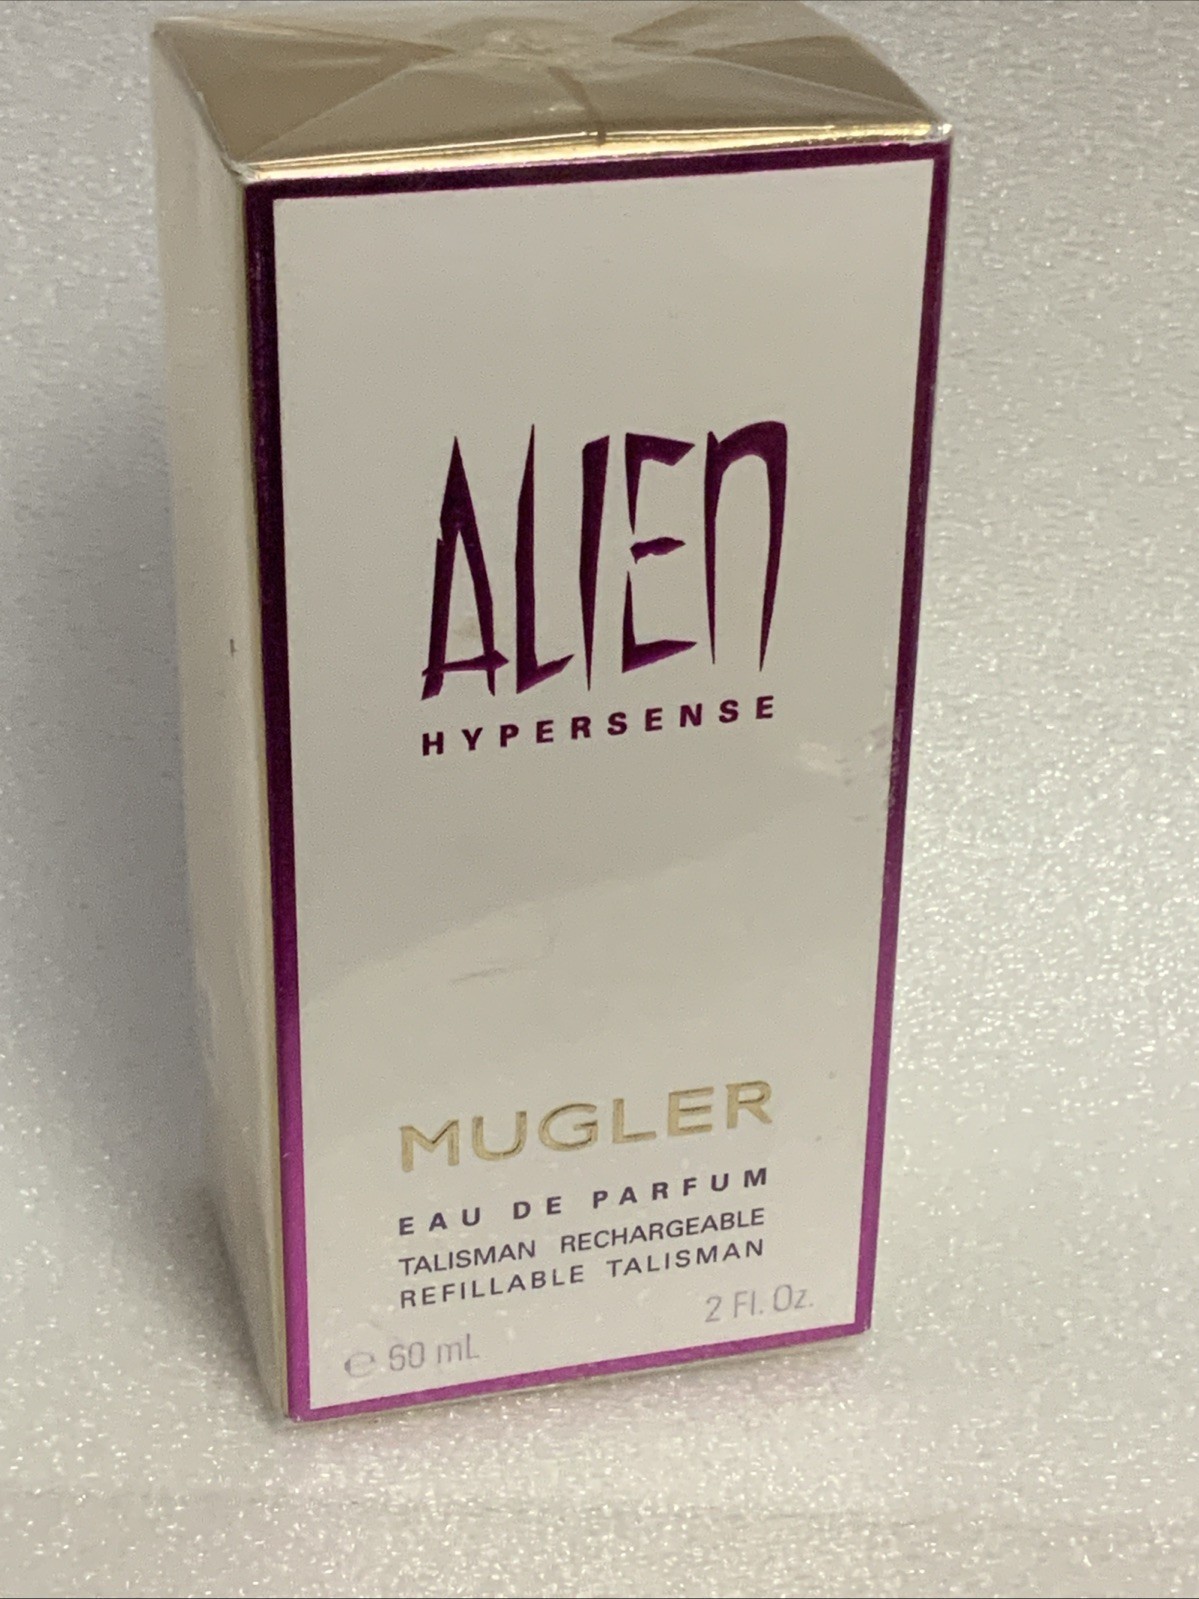 ALIEN
HYPERSENSE
MUGLER
EAU DE PARFUM
TALISMAN RECHARGEABLE
REFILLABLE TALISMAN
2 Fl. Oz.
℮ 60 mL